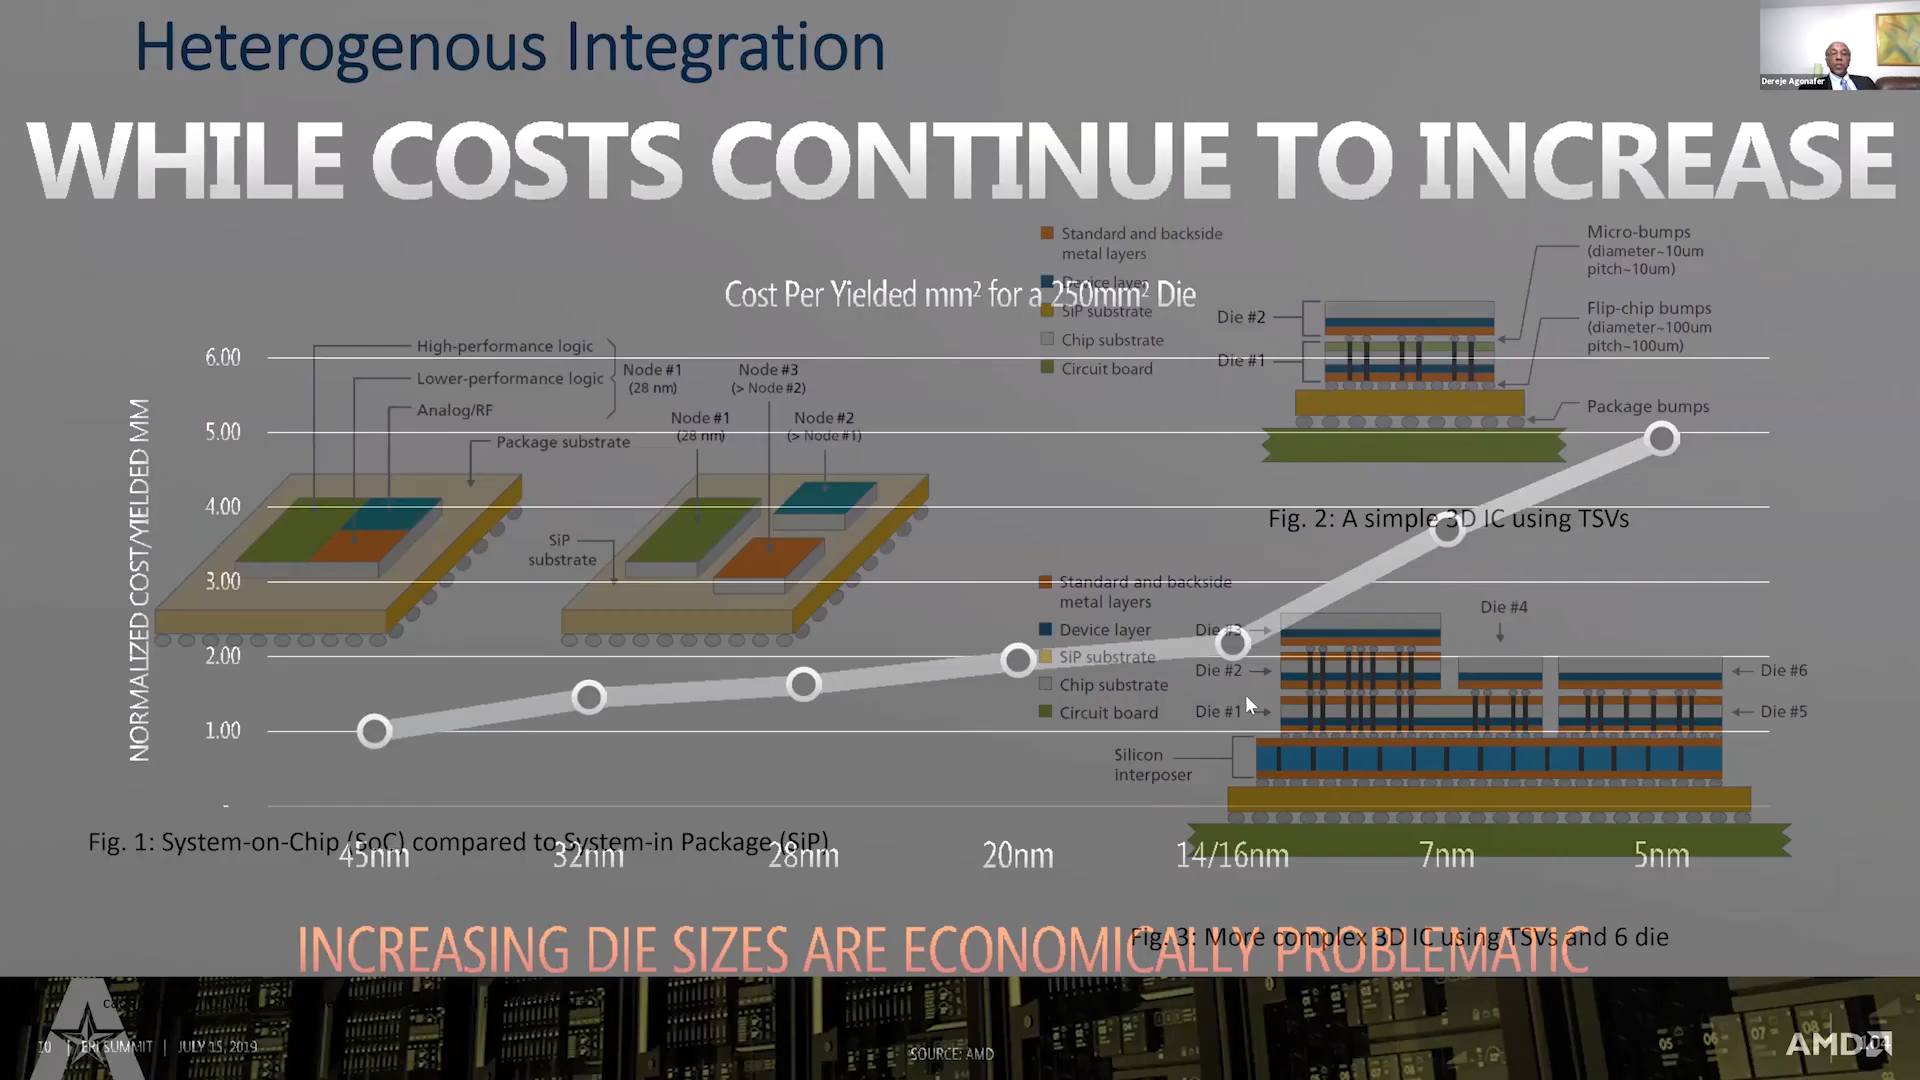 Heterogenous Integration
Dereje Agonafer
WHILE COSTS CONTINUE TO INCREASE
Cost Per Yielded mm² for a 250mm² Die
NORMALIZED COST/YIELDED MM
6.00
5.00
4.00
3.00
2.00
1.00
-
45nm
32nm
28nm
20nm
14/16nm
7nm
5nm
High-performance logic
Lower-performance logic
Analog/RF
Package substrate
Node #1
(28 nm)
Node #3
(> Node #2)
Node #1
(28 nm)
Node #2
(> Node #1)
SiP
substrate
Fig. 1: System-on-Chip (SoC) compared to System-in Package (SiP)
Standard and backside
metal layers
Device layer
SiP substrate
Chip substrate
Circuit board
Die #2
Die #1
Micro-bumps
(diameter~10um
pitch~10um)
Flip-chip bumps
(diameter~100um
pitch~100um)
Package bumps
Fig. 2: A simple 3D IC using TSVs
Standard and backside
metal layers
Device layer
SiP substrate
Chip substrate
Circuit board
Die #3
Die #2
Die #1
Die #4
Die #6
Die #5
Silicon
interposer
Fig. 3: More complex 3D IC using TSVs and 6 die
INCREASING DIE SIZES ARE ECONOMICALLY PROBLEMATIC
10 | ERI SUMMIT | JULY 15, 2019
SOURCE: AMD
AMD
104